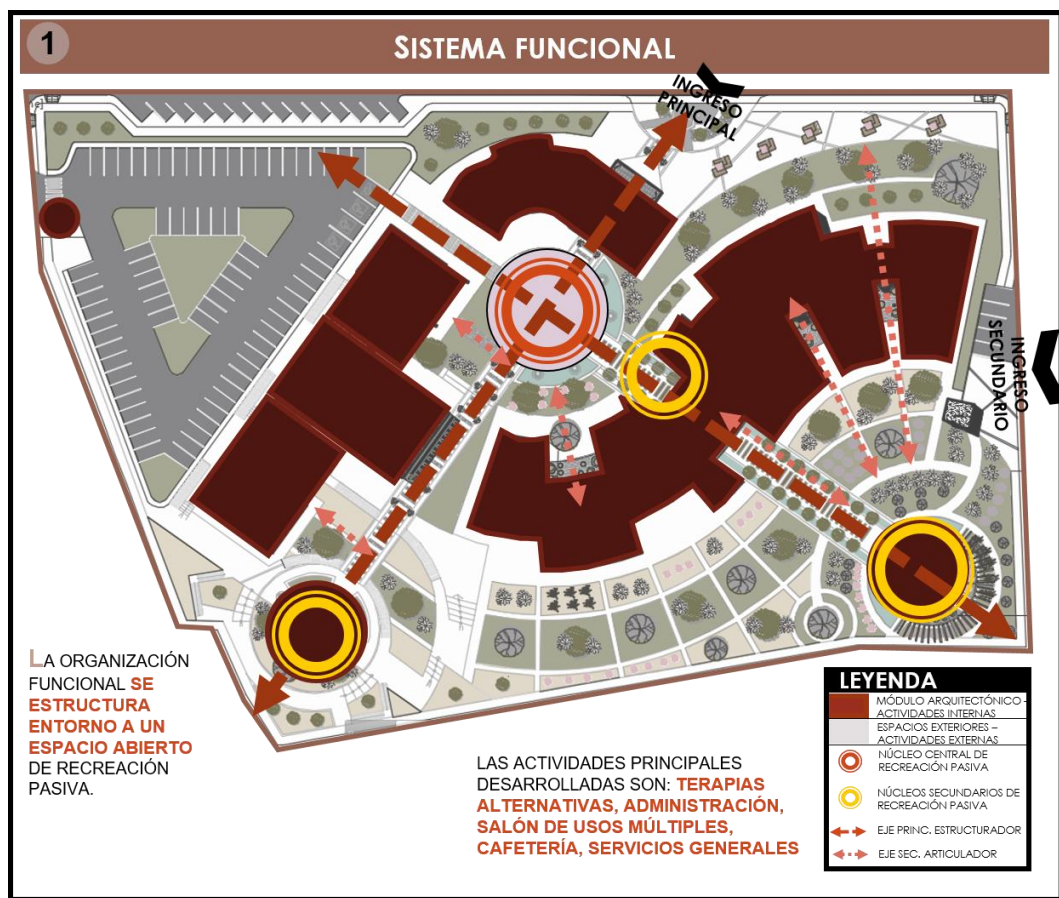 1
SISTEMA FUNCIONAL
INGRESO
PRINCIPAL
INGRESO
SECUNDARIO
LA ORGANIZACIÓN
FUNCIONAL SE
ESTRUCTURA
ENTORNO A UN
ESPACIO ABIERTO
DE RECREACIÓN
PASIVA.
LAS ACTIVIDADES PRINCIPALES
DESARROLLADAS SON: TERAPIAS
ALTERNATIVAS, ADMINISTRACIÓN,
SALÓN DE USOS MÚLTIPLES,
CAFETERÍA, SERVICIOS GENERALES
LEYENDA
MÓDULO ARQUITECTÓNICO -
ACTIVIDADES INTERNAS
ESPACIOS EXTERIORES –
ACTIVIDADES EXTERNAS
NÚCLEO CENTRAL DE
RECREACIÓN PASIVA
NÚCLEOS SECUNDARIOS DE
RECREACIÓN PASIVA
EJE PRINC. ESTRUCTURADOR
EJE SEC. ARTICULADOR